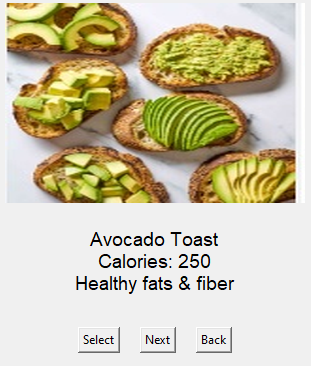 Avocado Toast
Calories: 250
Healthy fats & fiber
Select Next Back